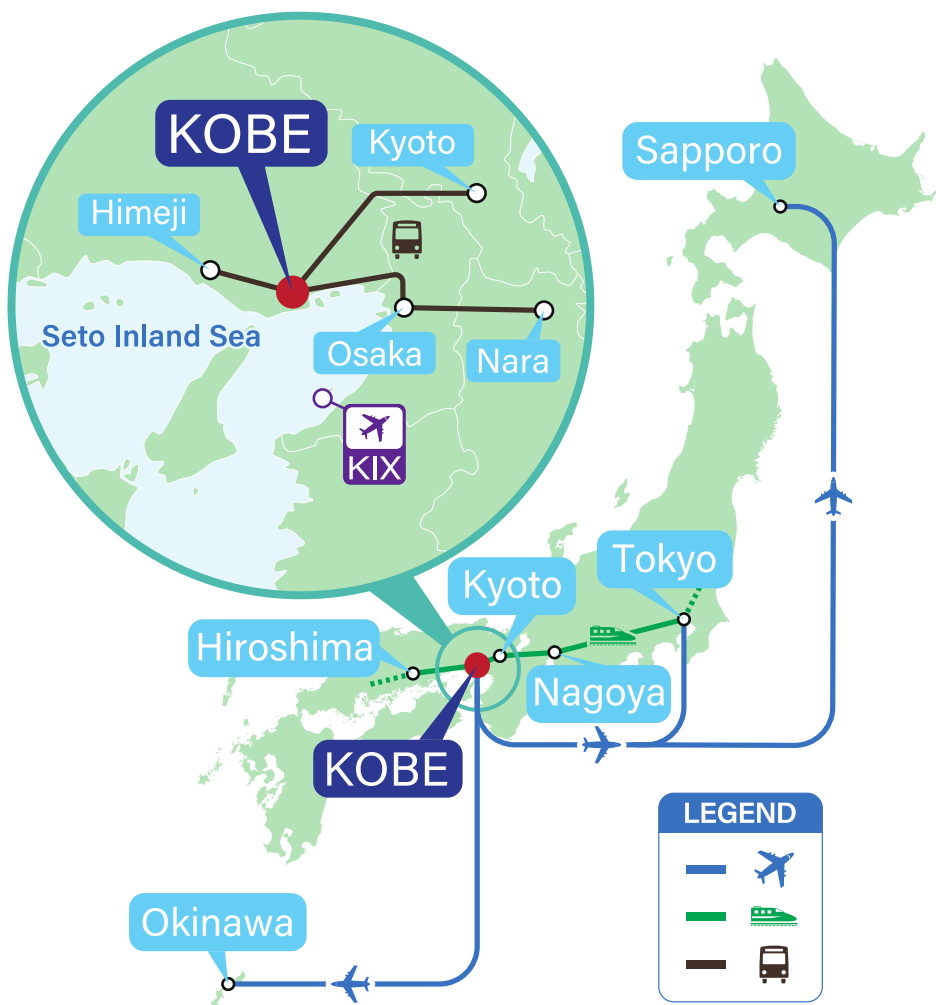 KOBE
Kyoto
Himeji
Seto Inland Sea
Osaka
Nara
KIX
Sapporo
Tokyo
Kyoto
Hiroshima
Nagoya
KOBE
LEGEND
Okinawa